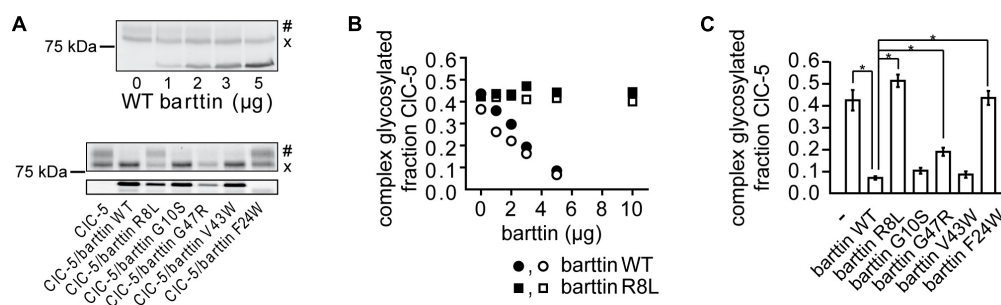 A
#
x
75 kDa
0 1 2 3 5
WT barttin (µg)
#
x
75 kDa
ClC-5
ClC-5/barttin WT
ClC-5/barttin R8L
ClC-5/barttin G10S
ClC-5/barttin G47R
ClC-5/barttin V43W
ClC-5/barttin F24W
B
complex glycosylated
fraction ClC-5
0.6
0.5
0.4
0.3
0.2
0.1
0.0
0 2 4 6 8 10
barttin (µg)
, barttin WT
, barttin R8L
C
complex glycosylated
fraction ClC-5
0.6
0.5
0.4
0.3
0.2
0.1
0.0
* * * *
-
barttin WT
barttin R8L
barttin G10S
barttin G47R
barttin V43W
barttin F24W